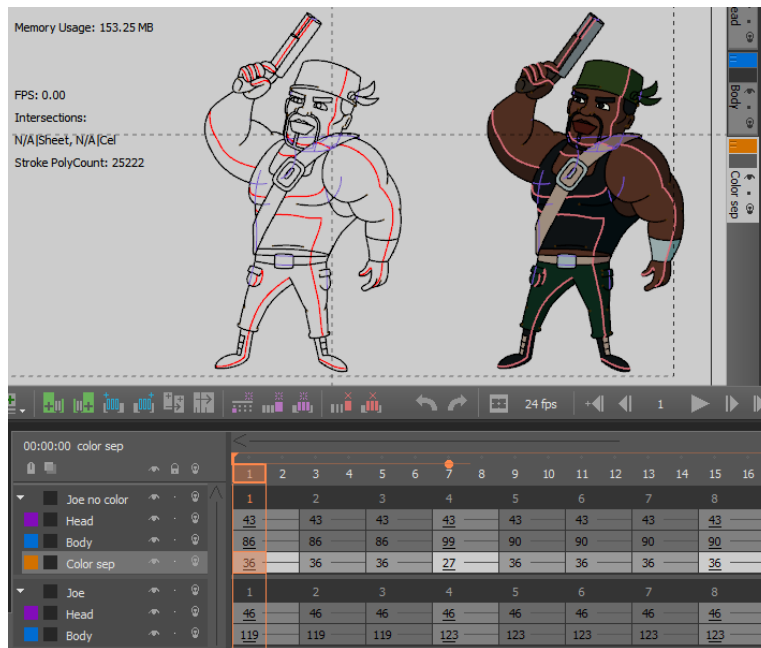 Memory Usage: 153.25 MB
FPS: 0.00
Intersections:
N/A|Sheet, N/A|Cel
Stroke PolyCount: 25222
ead
Body
Color sep
24 fps
1
00:00:00 color sep
1 2 3 4 5 6 7 8 9 10 11 12 13 14 15 16
Joe no color 1 2 3 4 5 6 7 8
Head 43 43 43 43 43 43 43 43
Body 86 86 86 99 90 90 90 90
Color sep 36 36 36 27 36 36 36 36
Joe 1 2 3 4 5 6 7 8
Head 46 46 46 46 46 46 46 46
Body 119 119 119 123 123 123 123 123